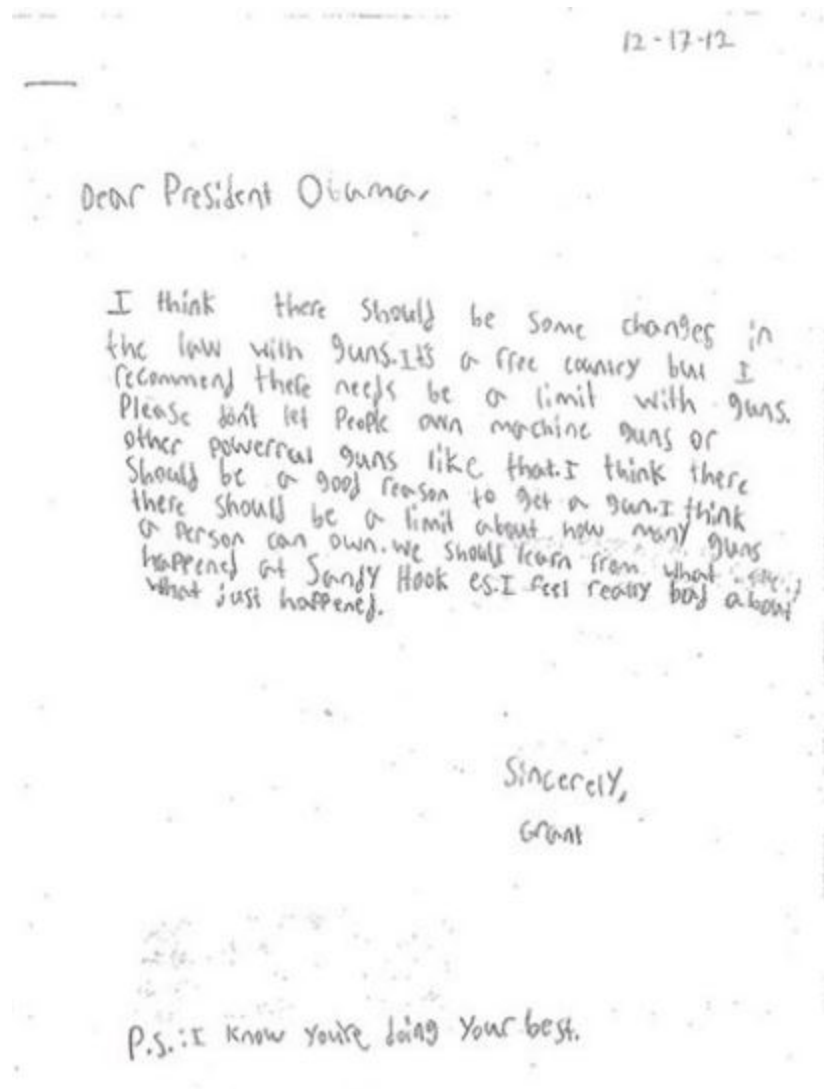 12-17-12
Dear President Obama,
I think there should be some changes in
the law with guns. It's a free country but I
recommend there needs be a limit with guns.
Please don't let People own machine guns or
other powerful guns like that. I think there
should be a good reason to get a gun. I think
there should be a limit about how many guns
a person can own. we should learn from what
happened at Sandy Hook es. I feel really bad about
what just happened.
Sincerely,
Grant
P.S.: I know you're doing your best.